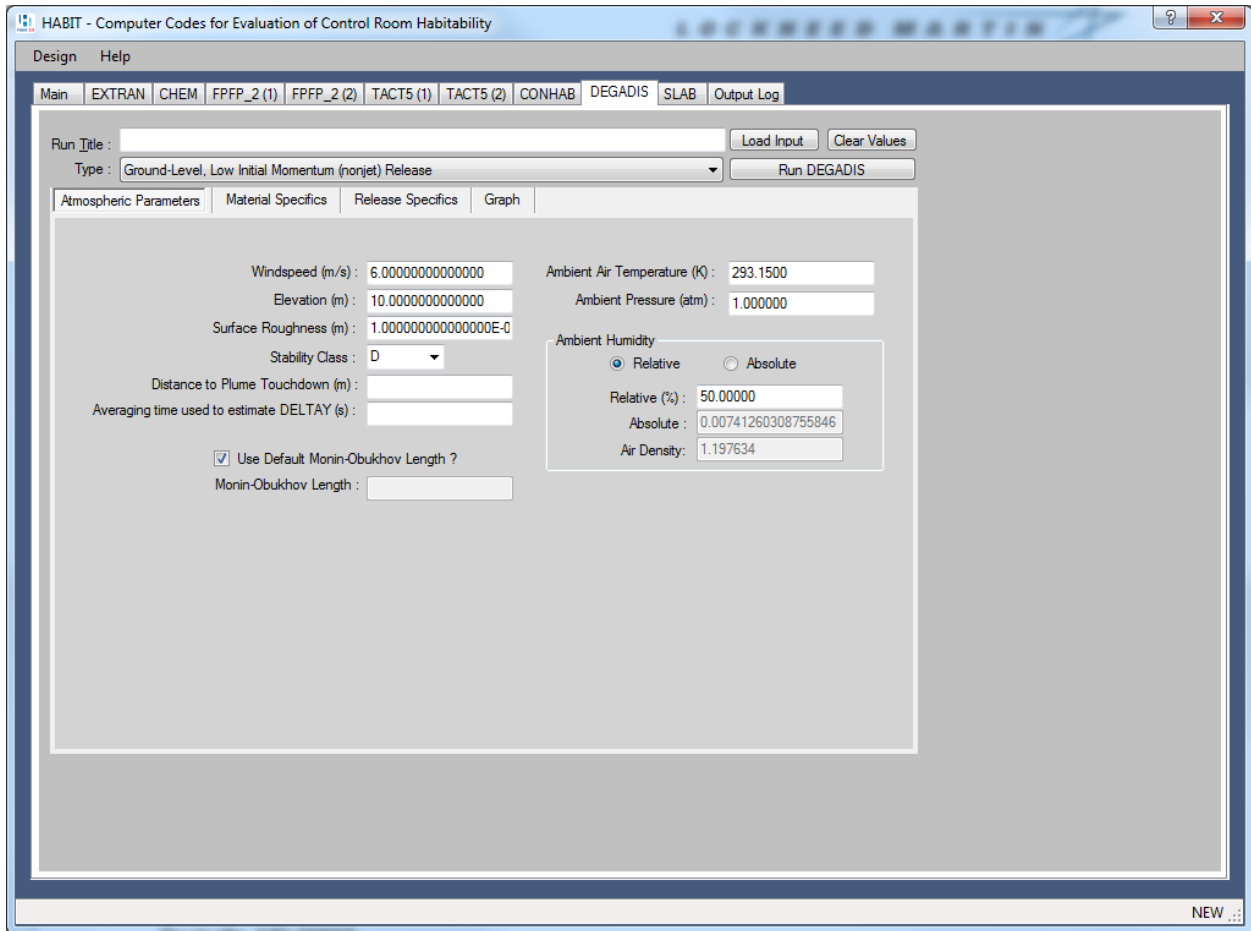 HABIT - Computer Codes for Evaluation of Control Room Habitability
LOCKHEED MARTIN
Design Help
Main EXTRAN CHEM FPFP_2 (1) FPFP_2 (2) TACT5 (1) TACT5 (2) CONHAB DEGADIS SLAB Output Log
Run Title : Load Input Clear Values
Type : Ground-Level, Low Initial Momentum (nonjet) Release Run DEGADIS
Atmospheric Parameters Material Specifics Release Specifics Graph
Windspeed (m/s) : 6.00000000000000 Ambient Air Temperature (K) : 293.1500
Elevation (m) : 10.0000000000000 Ambient Pressure (atm) : 1.000000
Surface Roughness (m) : 1.000000000000000E-0
Ambient Humidity
Stability Class : D Relative Absolute
Distance to Plume Touchdown (m) : Relative (%) : 50.00000
Averaging time used to estimate DELTAY (s) : Absolute : 0.00741260308755846
Air Density: 1.197634
Use Default Monin-Obukhov Length ?
Monin-Obukhov Length :
NEW